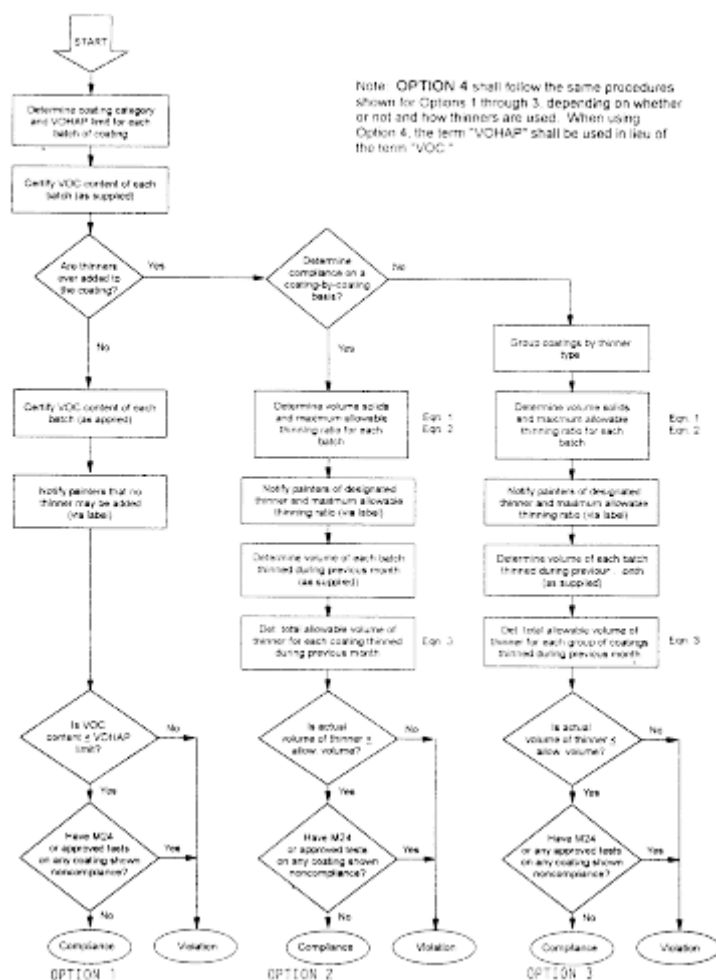 START
Note: OPTION 4 shall follow the same procedures
shown for Options 1 through 3, depending on whether
or not and how thinners are used. When using
Option 4, the term "VOHAP" shall be used in lieu of
the term "VOC."
Determine coating category
and VOHAP limit for each
batch of coating
Certify VOC content of each
batch (as supplied)
Are thinners
ever added to
the coating?
Yes
No
Determine
compliance on a
coating-by-coating
basis?
No
Yes
Group coatings by thinner
type
Certify VOC content of each
batch (as applied)
Notify painters that no
thinner may be added
(via label)
Determine volume solids
and maximum allowable
thinning ratio for each
batch
Eqn. 1
Eqn. 2
Notify painters of designated
thinner and maximum allowable
thinning ratio (via label)
Determine volume of each batch
thinned during previous month
(as supplied)
Det. total allowable volume of
thinner for each coating thinned
during previous month
Eqn. 3
Determine volume solids
and maximum allowable
thinning ratio for each
batch
Eqn. 1
Eqn. 2
Notify painters of designated
thinner and maximum allowable
thinning ratio (via label)
Determine volume of each batch
thinned during previour onth
(as supplied)
Det. total allowable volume of
thinner for each group of coatings
thinned during previous month
Eqn. 3
Is VOC
content ≤ VOHAP
limit?
No
Yes
Have M24
or approved tests
on any coating shown
noncompliance?
Yes
No
Compliance
Violation
OPTION 1
Is actual
volume of thinner ≤
allow. volume?
No
Yes
Have M24
or approved tests
on any coating shown
noncompliance?
Yes
No
Compliance
Violation
OPTION 2
Is actual
volume of thinner ≤
allow. volume?
No
Yes
Have M24
or any approved tests
on any coating shown
noncompliance?
Yes
No
Compliance
Violation
OPTION 3